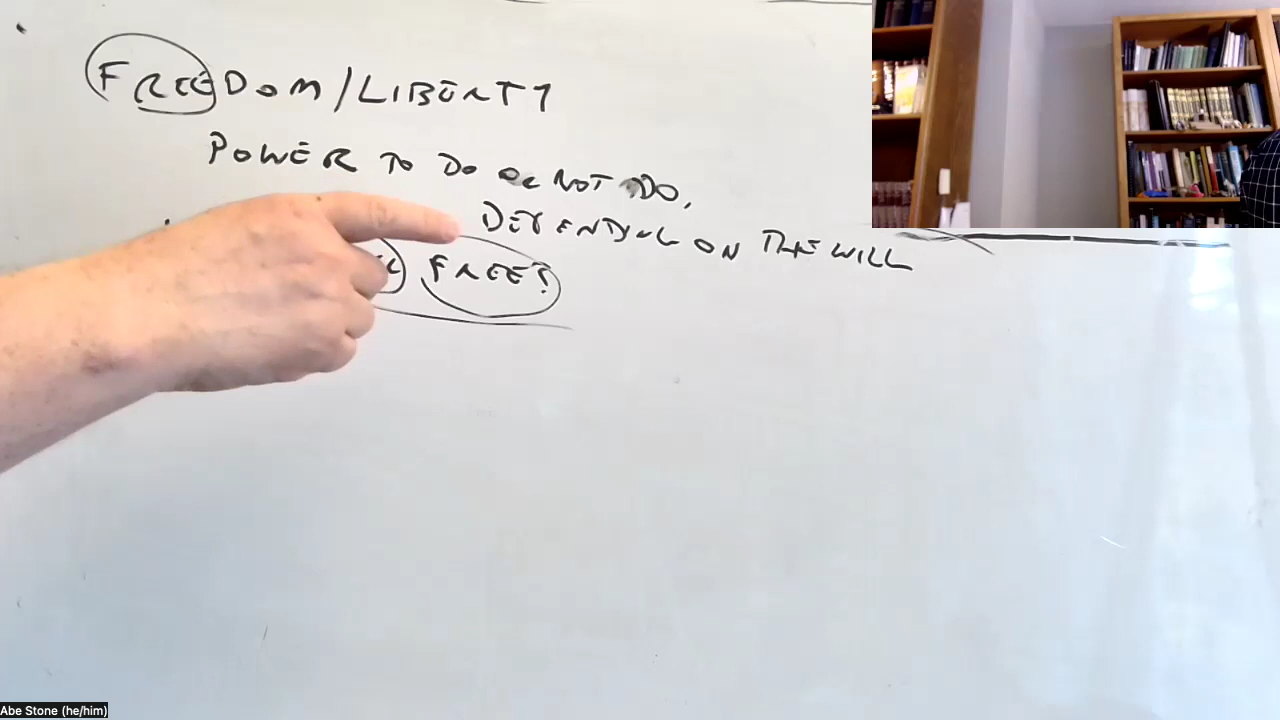 FREEDOM/LIBERTY
POWER TO DO OR NOT DO,
DEPENDING ON THE WILL
FREE?
Abe Stone (he/him)